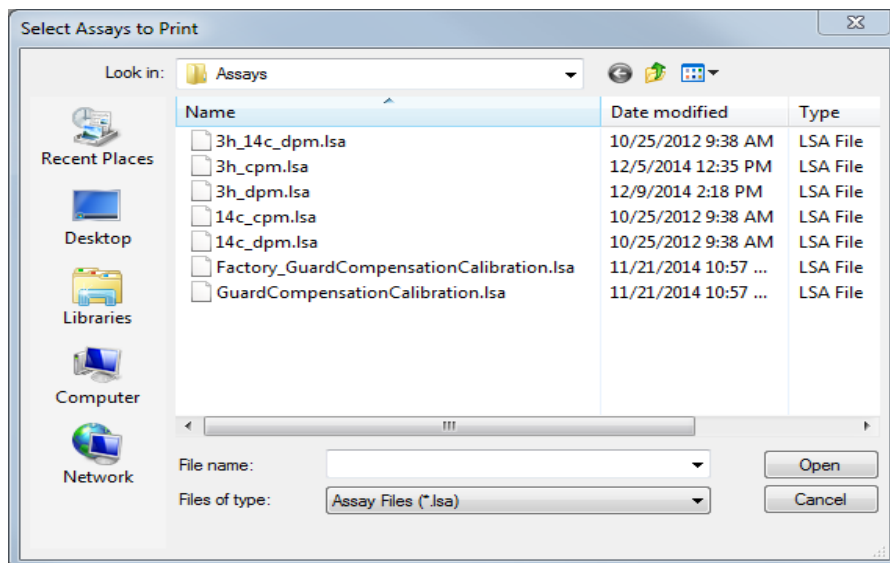 Select Assays to Print
Look in: Assays
Name Date modified Type
3h_14c_dpm.lsa 10/25/2012 9:38 AM LSA File
3h_cpm.lsa 12/5/2014 12:35 PM LSA File
3h_dpm.lsa 12/9/2014 2:18 PM LSA File
14c_cpm.lsa 10/25/2012 9:38 AM LSA File
14c_dpm.lsa 10/25/2012 9:38 AM LSA File
Factory_GuardCompensationCalibration.lsa 11/21/2014 10:57 ... LSA File
GuardCompensationCalibration.lsa 11/21/2014 10:57 ... LSA File
Recent Places
Desktop
Libraries
Computer
Network
File name: Open
Files of type: Assay Files (*.lsa) Cancel